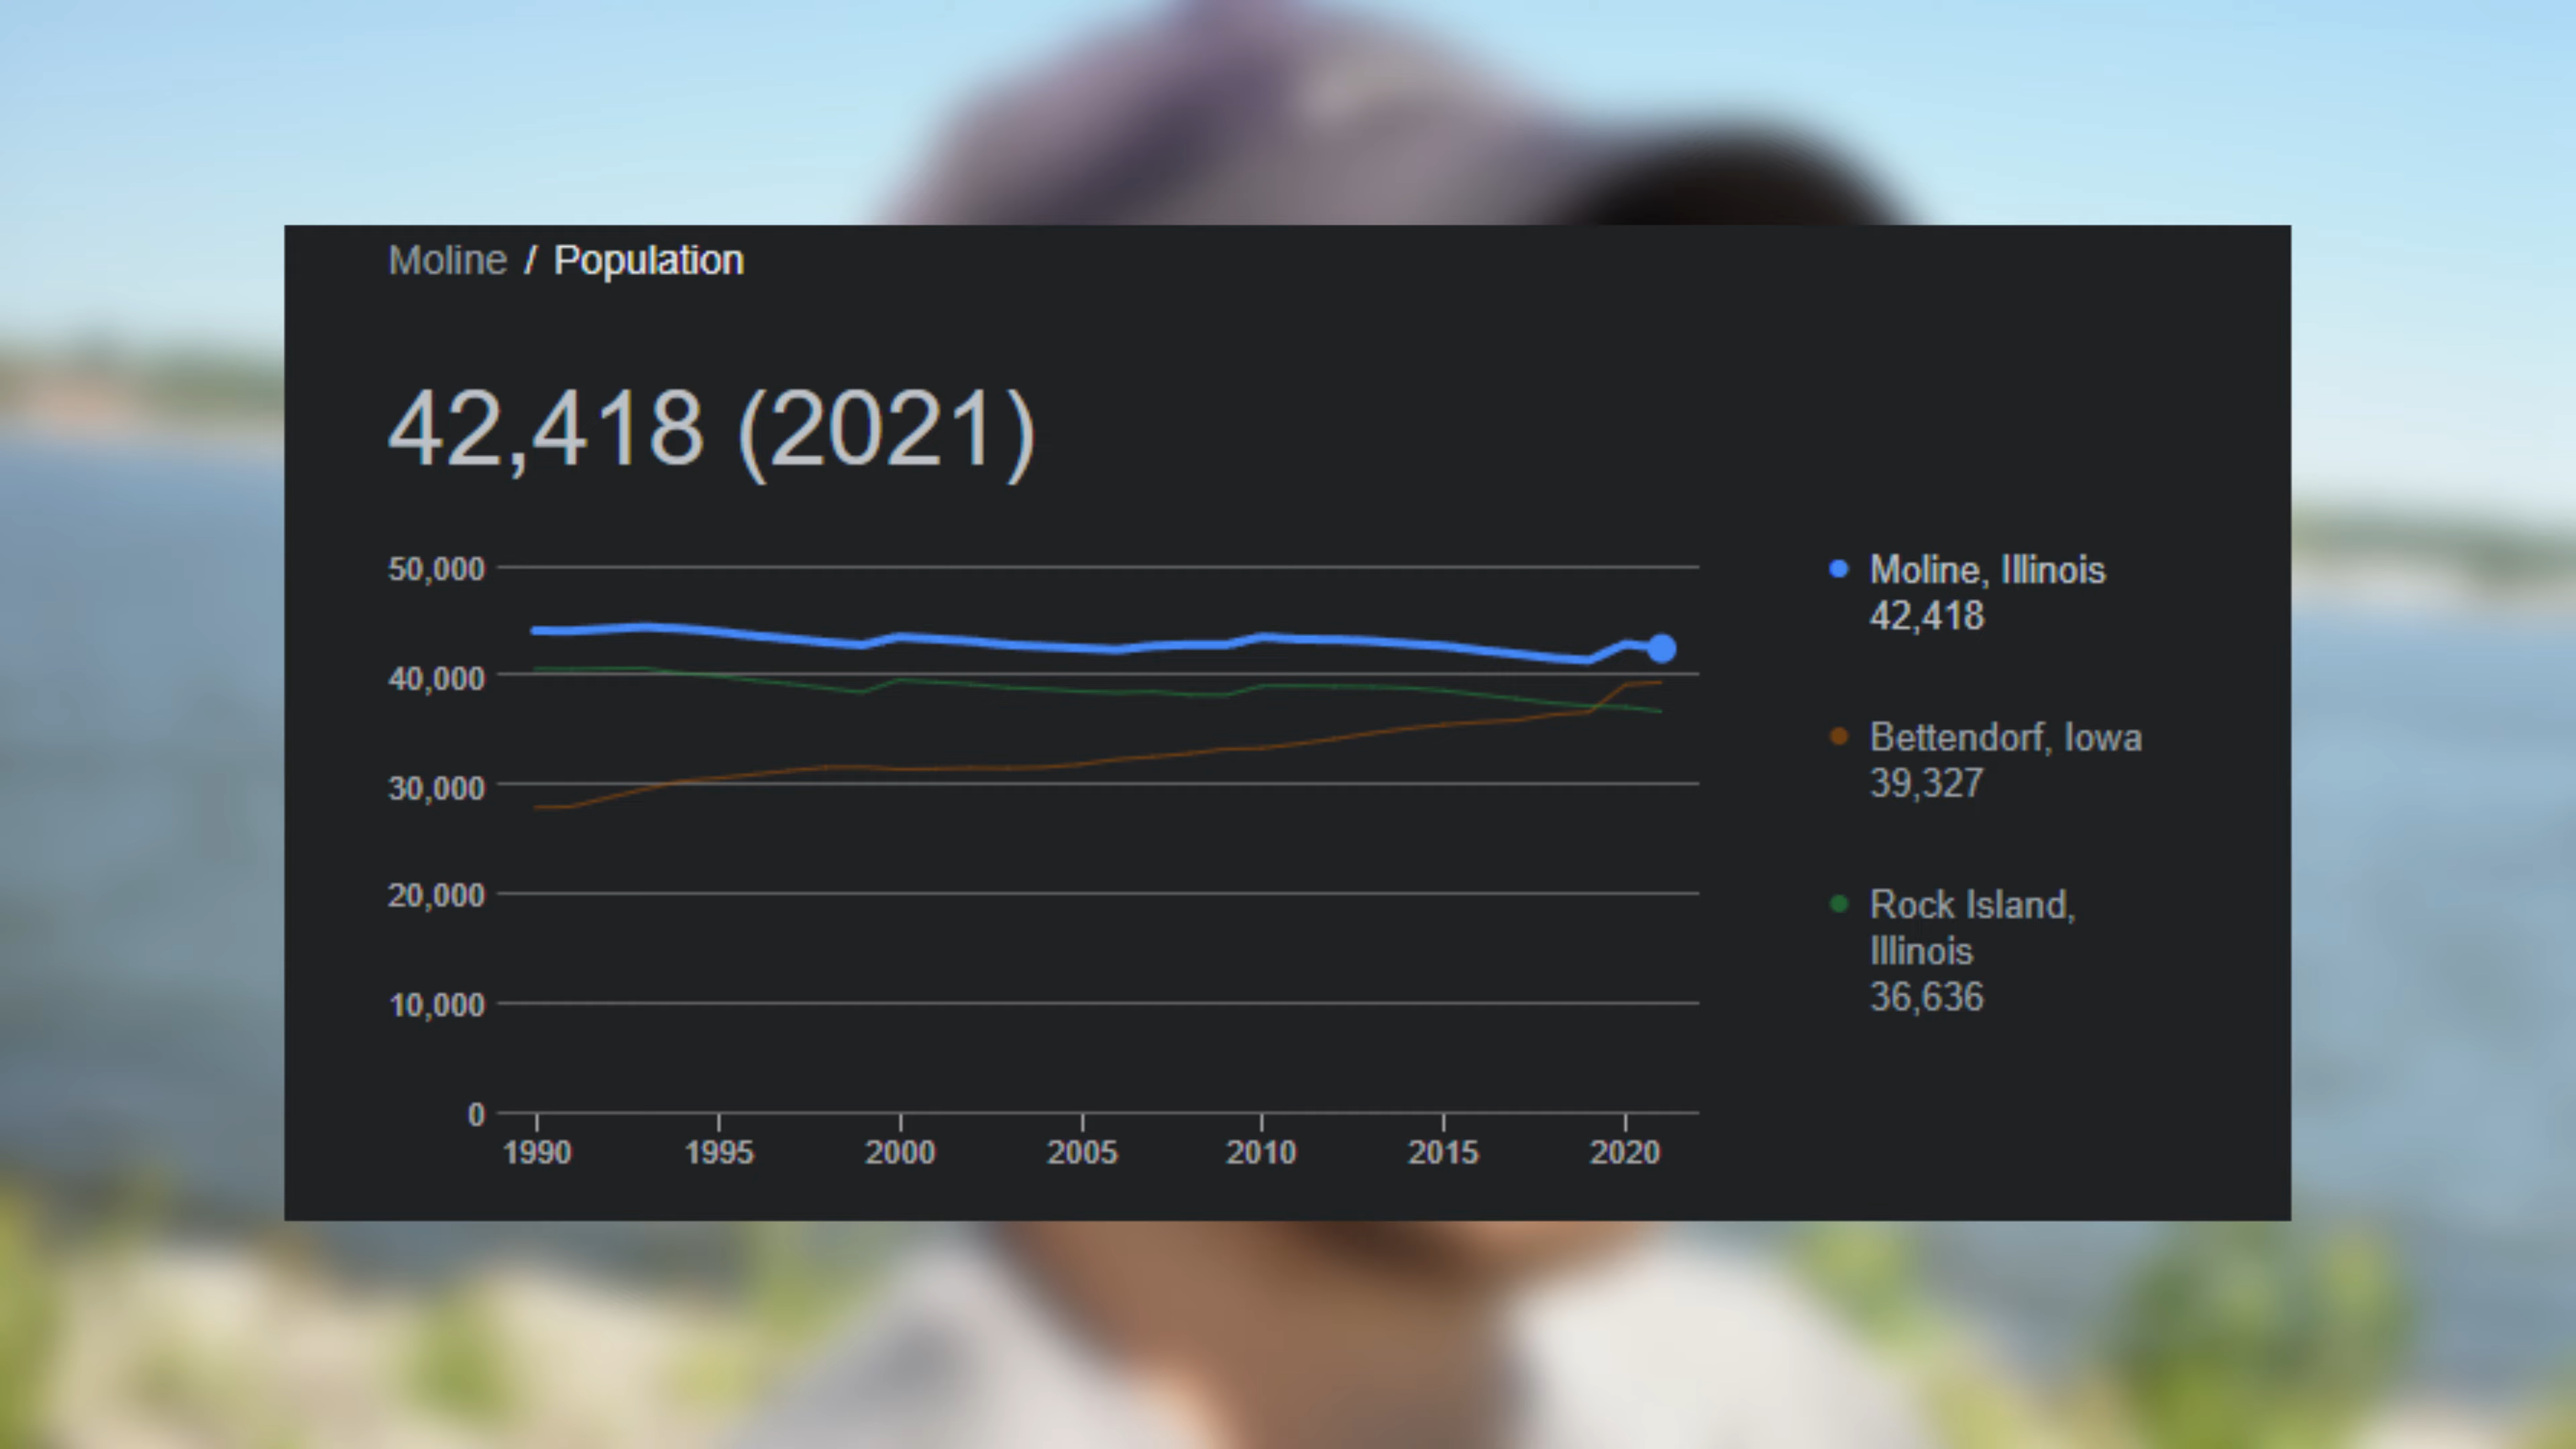 Moline / Population
42,418 (2021)
50,000
40,000
30,000
20,000
10,000
0
1990 1995 2000 2005 2010 2015 2020
Moline, Illinois
42,418
Bettendorf, Iowa
39,327
Rock Island,
Illinois
36,636